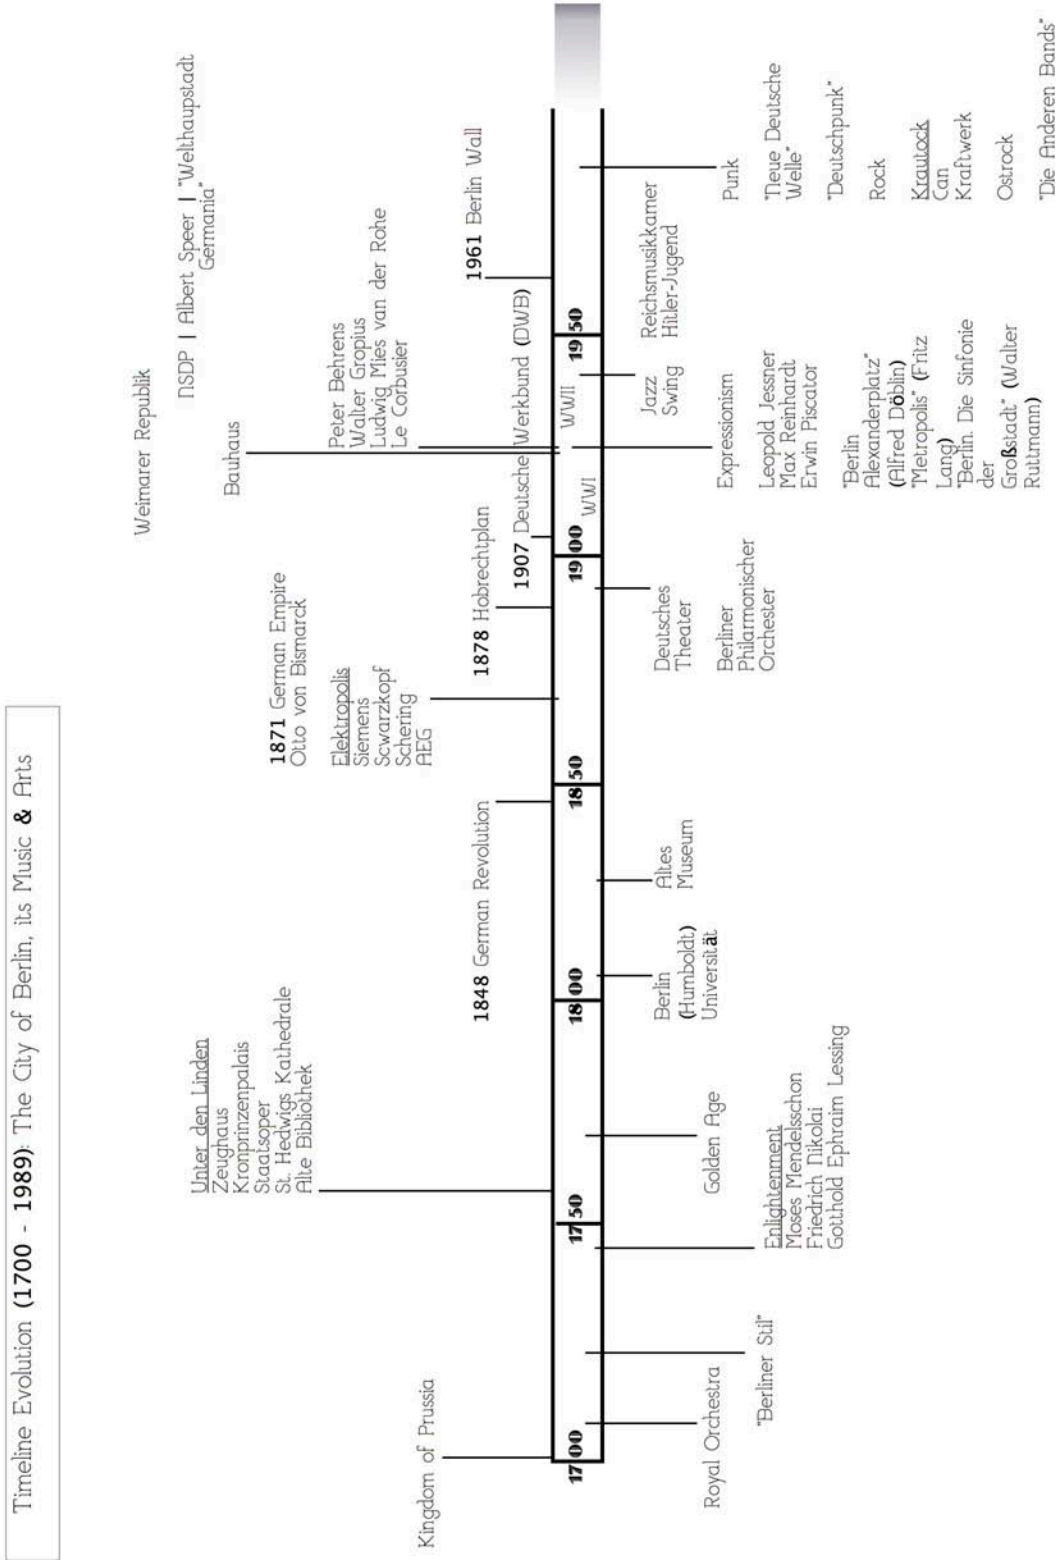 Timeline Evolution (1700 - 1989): The City of Berlin, its Music & Arts
Weimarer Republik
NSDP | Albert Speer | "Welthaupstadt
Germania"
Bauhaus
Peter Behrens
Walter Gropius
Ludwig Mies van der Rohe
Le Corbusier
Unter den Linden
Zeughaus
Kronprinzenpalais
Staatsoper
St. Hedwigs Kathedrale
Alte Bibliothek
1871 German Empire
Otto von Bismarck
Elektropolis
Siemens
Scwarzkopf
Schering
AEG
Kingdom of Prussia
1848 German Revolution
1878 Hobrechtplan
1907 Deutsche Werkbund (DWB)
1961 Berlin Wall
1700
1750
1800
1850
1900
WWI
WWII
1950
Royal Orchestra
"Berliner Stil"
Golden Age
Enlightenment
Moses Mendelsschon
Friedrich Nikolai
Gotthold Ephraim Lessing
Berlin
(Humboldt)
Universität
Altes
Museum
Deutsches
Theater
Berliner
Philarmonischer
Orchester
Expressionism
Leopold Jessner
Max Reinhardt
Erwin Piscator
"Berlin
Alexanderplatz"
(Alfred Döblin)
"Metropolis" (Fritz
Lang)
"Berlin. Die Sinfonie
der
Großstadt" (Walter
Ruttmann)
Jazz
Swing
Reichsmusikkamer
Hitler-Jugend
Punk
"Neue Deutsche
Welle"
"Deutschpunk"
Rock
Krautock
Can
Kraftwerk
Ostrock
"Die Anderen Bands"